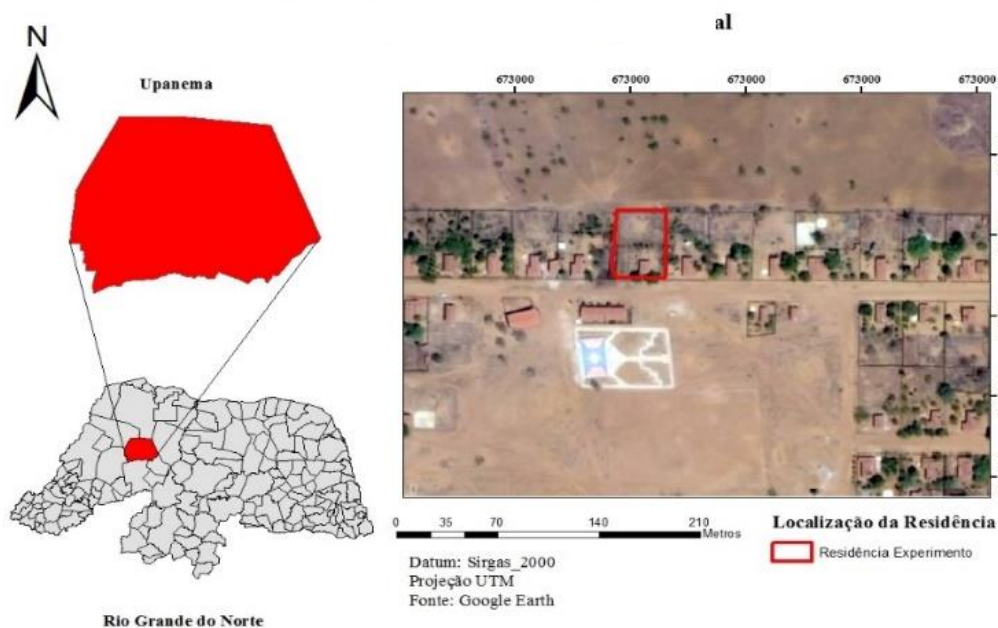 al
N
Upanema
673000 673000 673000 673000 673000
0 35 70 140 210
Metros
Datum: Sirgas_2000
Projeção UTM
Fonte: Google Earth
Localização da Residência
Residência Experimento
Rio Grande do Norte